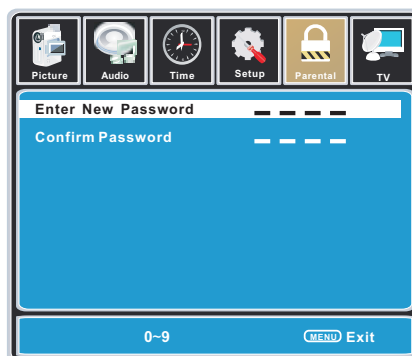 Picture Audio Time Setup Parental TV
Enter New Password _ _ _ _
Confirm Password _ _ _ _
0~9 MENU Exit